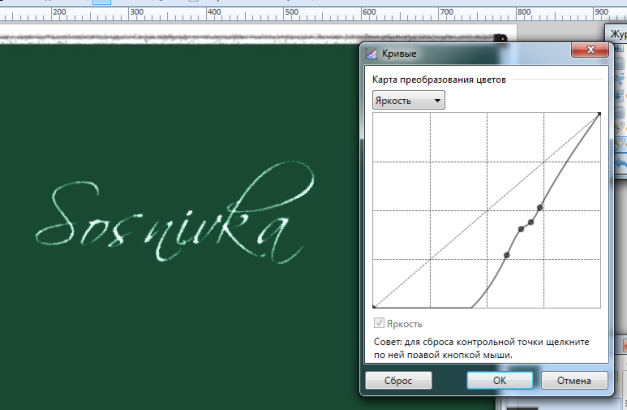 200 300 400 500 600 700 800 900
Жур
Кривые
Карта преобразования цветов
Яркость
Sosnivka
Яркость
Совет: для сброса контрольной точки щелкните
по ней правой кнопкой мыши.
Сброс OK Отмена